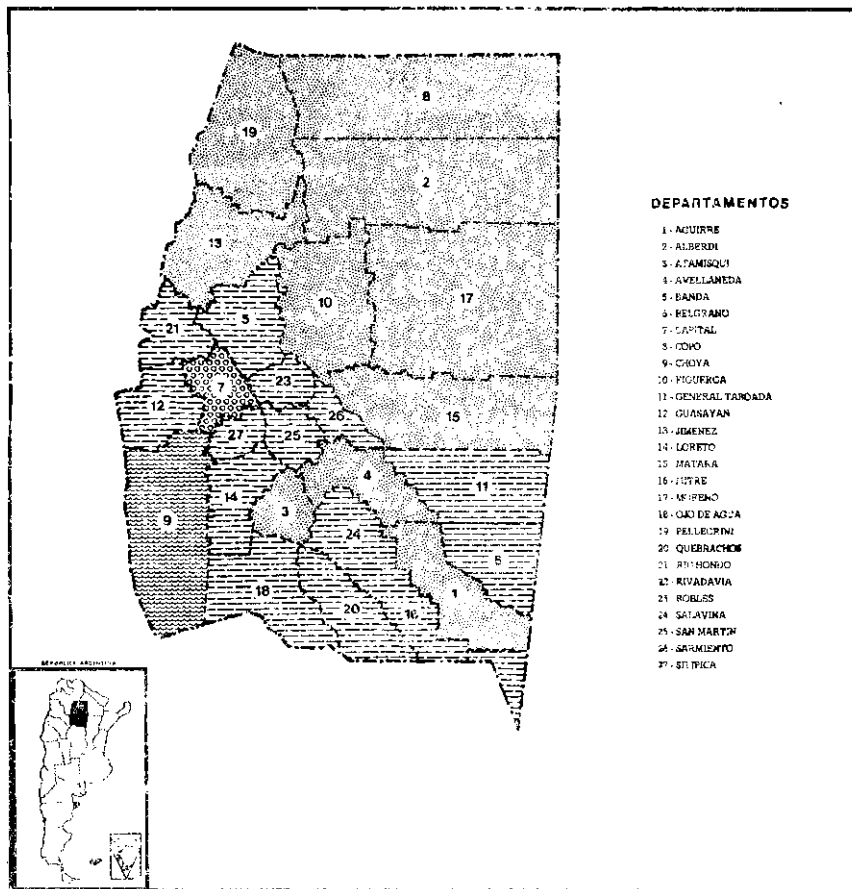 8
19
2
DEPARTAMENTOS
1 - AGUIRRE
2 - ALBERDI
3 - ATAMISQUI
4 - AVELLANEDA
5 - BANDA
6 - BELGRANO
7 - CAPITAL
8 - COPO
9 - CHOYA
10 - FIGUEROA
11 - GENERAL TABOADA
12 - GUASAYAN
13 - JIMENEZ
14 - LORETO
15 - MATARA
16 - MITRE
17 - MORENO
18 - OJO DE AGUA
19 - PELLEGRINI
20 - QUEBRACHOS
21 - RIO HONDO
22 - RIVADAVIA
23 - ROBLES
24 - SALAVINA
25 - SAN MARTIN
26 - SARMIENTO
27 - SILIPICA
13
10
17
5
21
7
23
12
26
15
27
25
4
11
14
9
3
24
6
18
20
16
1
REPUBLICA ARGENTINA